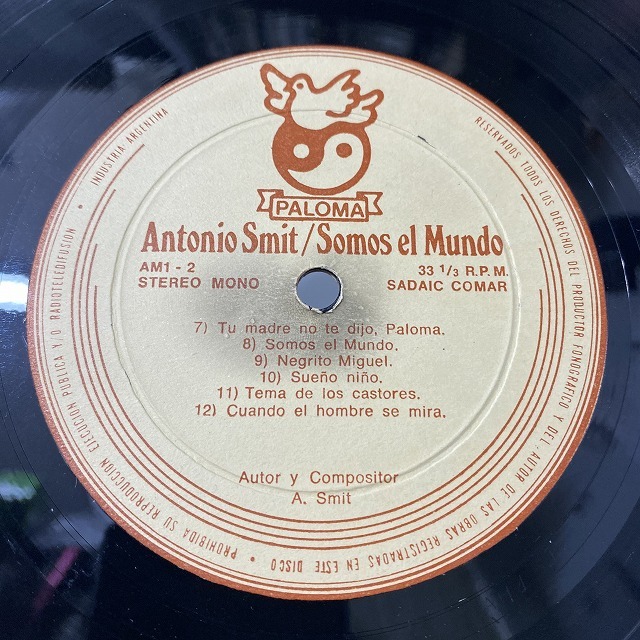 PALOMA
Antonio Smit/Somos el Mundo
AM1 - 2
STEREO MONO
33 1/3 R.P.M.
SADAIC COMAR
7) Tu madre no te dijo, Paloma.
8) Somos el Mundo.
9) Negrito Miguel.
10) Sueño niño.
11) Tema de los castores.
12) Cuando el hombre se mira.
Autor y Compositor
A. Smit
INDUSTRIA ARGENTINA
RESERVADOS TODOS LOS DERECHOS DEL PRODUCTOR FONOGRAFICO Y DEL AUTOR DE LAS OBRAS REGISTRADAS EN ESTE DISCO • PROHIBIDA SU REPRODUCCION EJECUCION PUBLICA Y/O RADIOTELEDIFUSION •